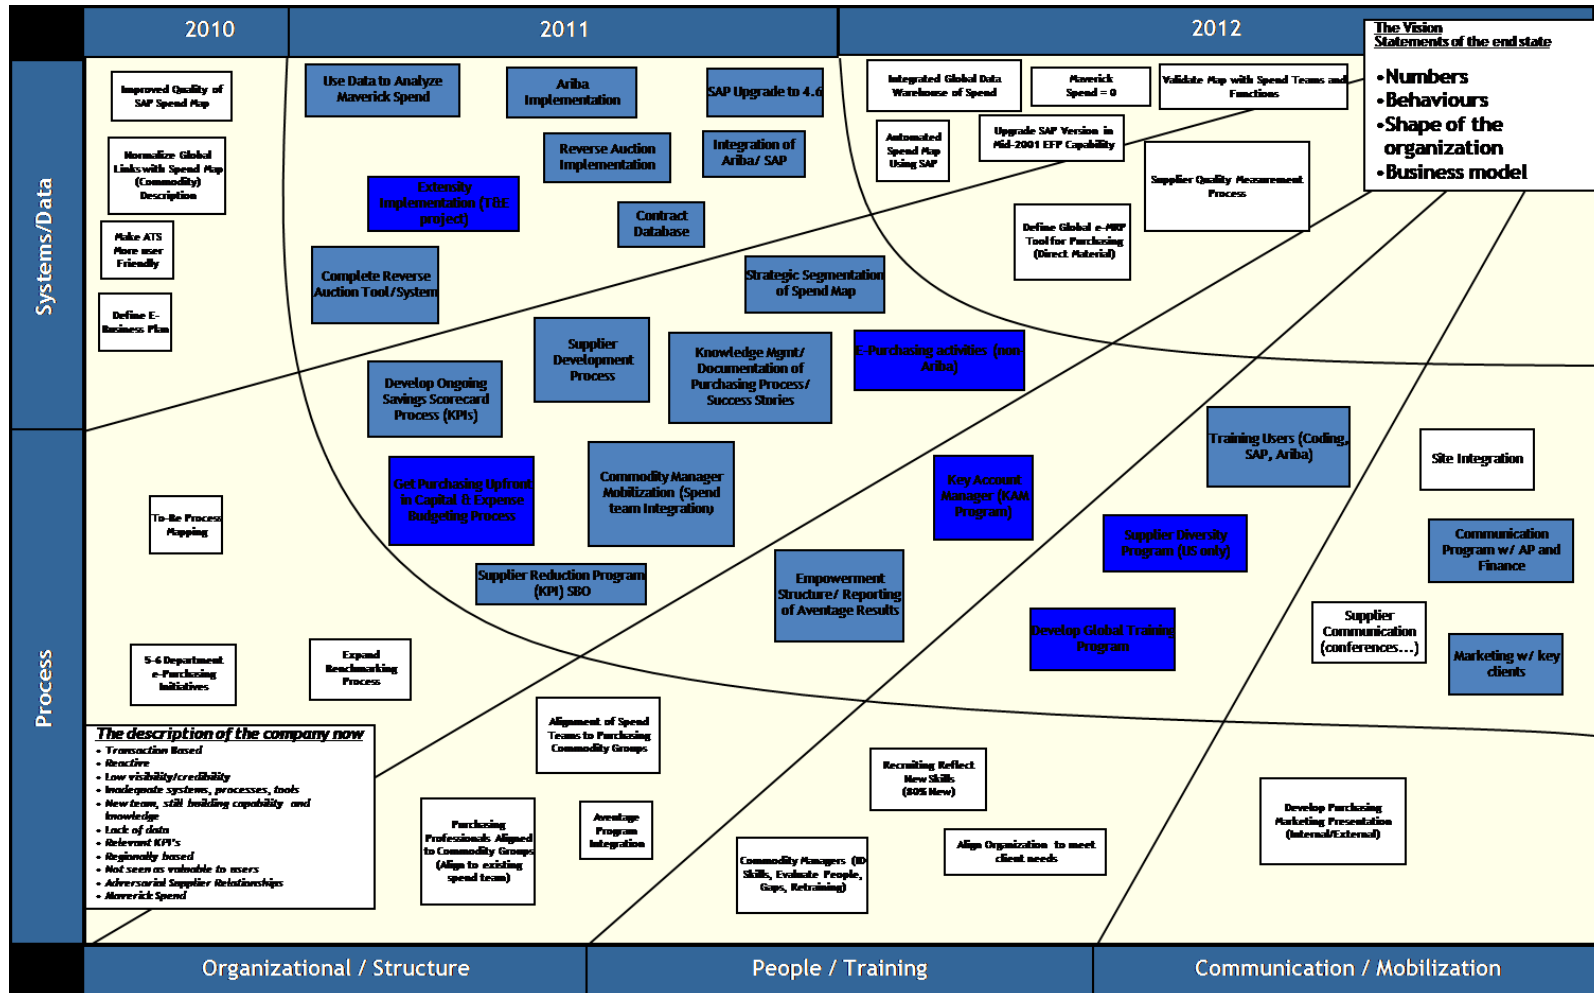 2010
2011
2012
The Vision
Statements of the end state
•Numbers
•Behaviours
•Shape of the
organization
•Business model
Systems/Data
Process
Improved Quality of
SAP Spend Map
Normalize Global
Links with Spend Map
(Commodity)
Description
Make ATS
More user
Friendly
Define E-
Business Plan
Use Data to Analyze
Maverick Spend
Ariba
Implementation
SAP Upgrade to 4.6
Reverse Auction
Implementation
Integration of
Ariba/ SAP
Extensity
Implementation (T&E
project)
Contract
Database
Complete Reverse
Auction Tool/System
Strategic Segmentation
of Spend Map
Integrated Global Data
Warehouse of Spend
Maverick
Spend = 0
Validate Map with Spend Teams and
Functions
Automated
Spend Map
Using SAP
Upgrade SAP Version in
Mid-2001 EFP Capability
Supplier Quality Measurement
Process
Define Global e-MRP
Tool for Purchasing
(Direct Material)
Supplier
Development
Process
Knowledge Mgmt/
Documentation of
Purchasing Process/
Success Stories
E-Purchasing activities (non-
Ariba)
Develop Ongoing
Savings Scorecard
Process (KPIs)
Get Purchasing Upfront
in Capital & Expense
Budgeting Process
Commodity Manager
Mobilization (Spend
team Integration)
Key Account
Manager (KAM
Program)
Training Users (Coding,
SAP, Ariba)
Site Integration
To-Be Process
Mapping
Supplier Diversity
Program (US only)
Communication
Program w/ AP and
Finance
Supplier Reduction Program
(KPI) SBO
Empowerment
Structure/ Reporting
of Aventage Results
Develop Global Training
Program
Supplier
Communication
(conferences...)
Marketing w/ key
clients
5-6 Department
e-Purchasing
Initiatives
Expand
Benchmarking
Process
Alignment of Spend
Teams to Purchasing
Commodity Groups
Recruiting Reflect
New Skills
(80% New)
Develop Purchasing
Marketing Presentation
(Internal/External)
Purchasing
Professionals Aligned
to Commodity Groups
(Align to existing
spend team)
Aventage
Program
Integration
Commodity Managers (ID
Skills, Evaluate People,
Gaps, Retraining)
Align Organization to meet
client needs
The description of the company now
• Transaction Based
• Reactive
• Low visibility/credibility
• Inadequate systems, processes, tools
• New team, still building capability and
knowledge
• Lack of data
• Relevant KPI's
• Regionally based
• Not seen as valuable to users
• Adversarial Supplier Relationships
• Maverick Spend
Organizational / Structure
People / Training
Communication / Mobilization